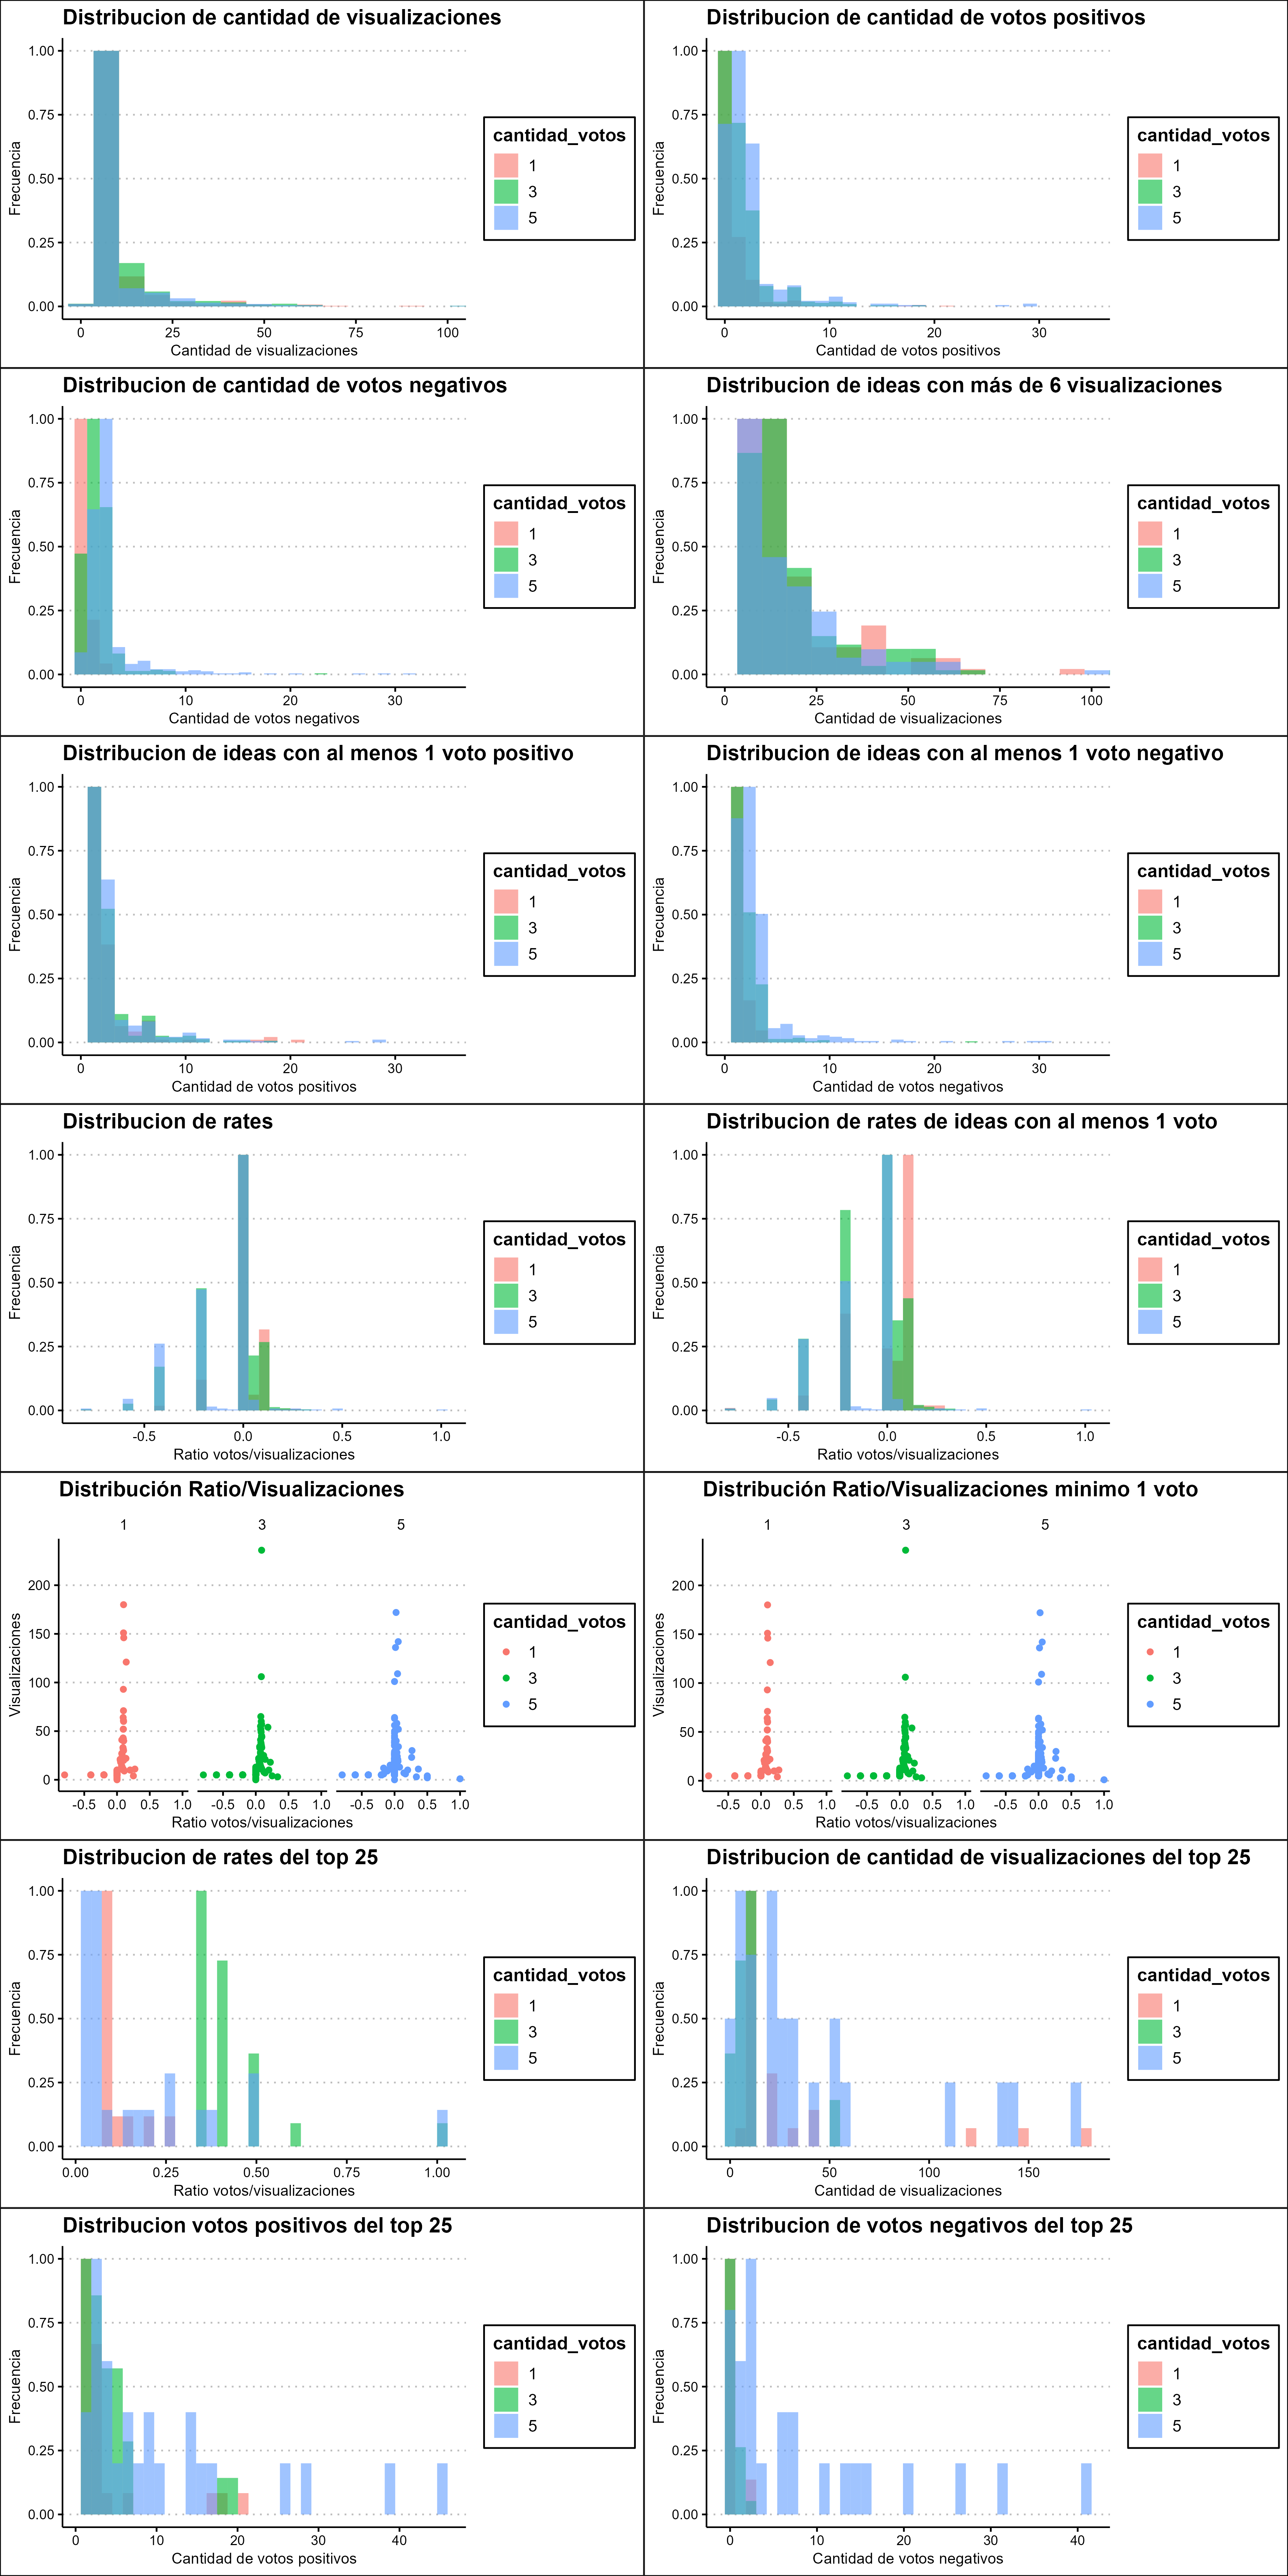 Distribucion de cantidad de visualizaciones
1.00
0.75
0.50
0.25
0.00
Frecuencia
0 25 50 75 100
Cantidad de visualizaciones
cantidad_votos
1
3
5
Distribucion de cantidad de votos positivos
1.00
0.75
0.50
0.25
0.00
Frecuencia
0 10 20 30
Cantidad de votos positivos
cantidad_votos
1
3
5
Distribucion de cantidad de votos negativos
1.00
0.75
0.50
0.25
0.00
Frecuencia
0 10 20 30
Cantidad de votos negativos
cantidad_votos
1
3
5
Distribucion de ideas con más de 6 visualizaciones
1.00
0.75
0.50
0.25
0.00
Frecuencia
0 25 50 75 100
Cantidad de visualizaciones
cantidad_votos
1
3
5
Distribucion de ideas con al menos 1 voto positivo
1.00
0.75
0.50
0.25
0.00
Frecuencia
0 10 20 30
Cantidad de votos positivos
cantidad_votos
1
3
5
Distribucion de ideas con al menos 1 voto negativo
1.00
0.75
0.50
0.25
0.00
Frecuencia
0 10 20 30
Cantidad de votos negativos
cantidad_votos
1
3
5
Distribucion de rates
1.00
0.75
0.50
0.25
0.00
Frecuencia
-0.5 0.0 0.5 1.0
Ratio votos/visualizaciones
cantidad_votos
1
3
5
Distribucion de rates de ideas con al menos 1 voto
1.00
0.75
0.50
0.25
0.00
Frecuencia
-0.5 0.0 0.5 1.0
Ratio votos/visualizaciones
cantidad_votos
1
3
5
Distribución Ratio/Visualizaciones
1 3 5
200
150
100
50
0
Visualizaciones
-0.5 0.0 0.5 1.0 -0.5 0.0 0.5 1.0 -0.5 0.0 0.5 1.0
Ratio votos/visualizaciones
cantidad_votos
1
3
5
Distribución Ratio/Visualizaciones minimo 1 voto
1 3 5
200
150
100
50
0
Visualizaciones
-0.5 0.0 0.5 1.0 -0.5 0.0 0.5 1.0 -0.5 0.0 0.5 1.0
Ratio votos/visualizaciones
cantidad_votos
1
3
5
Distribucion de rates del top 25
1.00
0.75
0.50
0.25
0.00
Frecuencia
0.00 0.25 0.50 0.75 1.00
Ratio votos/visualizaciones
cantidad_votos
1
3
5
Distribucion de cantidad de visualizaciones del top 25
1.00
0.75
0.50
0.25
0.00
Frecuencia
0 50 100 150
Cantidad de visualizaciones
cantidad_votos
1
3
5
Distribucion votos positivos del top 25
1.00
0.75
0.50
0.25
0.00
Frecuencia
0 10 20 30 40
Cantidad de votos positivos
cantidad_votos
1
3
5
Distribucion de votos negativos del top 25
1.00
0.75
0.50
0.25
0.00
Frecuencia
0 10 20 30 40
Cantidad de votos negativos
cantidad_votos
1
3
5